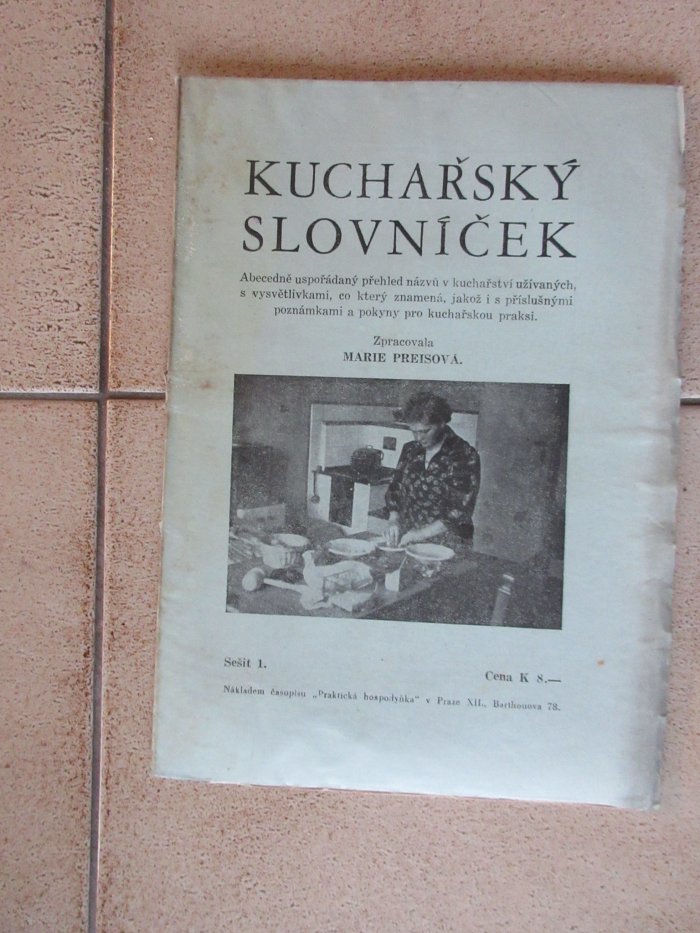 KUCHAŘSKÝ
SLOVNÍČEK
Abecedně uspořádaný přehled názvů v kuchařství užívaných,
s vysvětlivkami, co který znamená, jakož i s příslušnými
poznámkami a pokyny pro kuchařskou praksi.
Zpracovala
MARIE PREISOVÁ.
Sešit 1.
Cena K 8.—
Nákladem časopisu „Praktická hospodyňka“ v Praze XII., Barthouova 78.